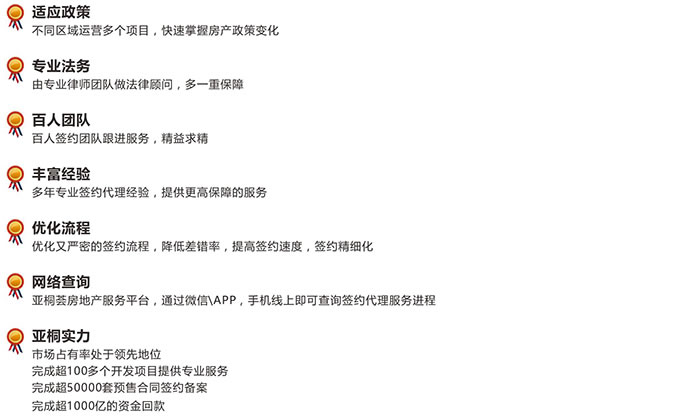 适应政策
不同区域运营多个项目，快速掌握房产政策变化
专业法务
由专业律师团队做法律顾问，多一重保障
百人团队
百人签约团队跟进服务，精益求精
丰富经验
多年专业签约代理经验，提供更高保障的服务
优化流程
优化又严密的签约流程，降低差错率，提高签约速度，签约精细化
网络查询
亚桐荟房地产服务平台，通过微信\APP，手机线上即可查询签约代理服务进程
亚桐实力
市场占有率处于领先地位
完成超100多个开发项目提供专业服务
完成超50000套预售合同签约备案
完成超1000亿的资金回款